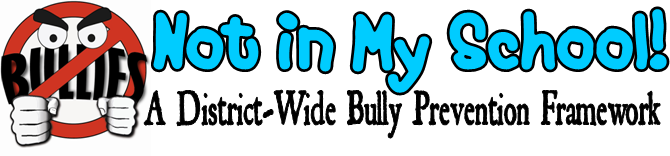 BULLIES
Not in My School!
A District-Wide Bully Prevention Framework